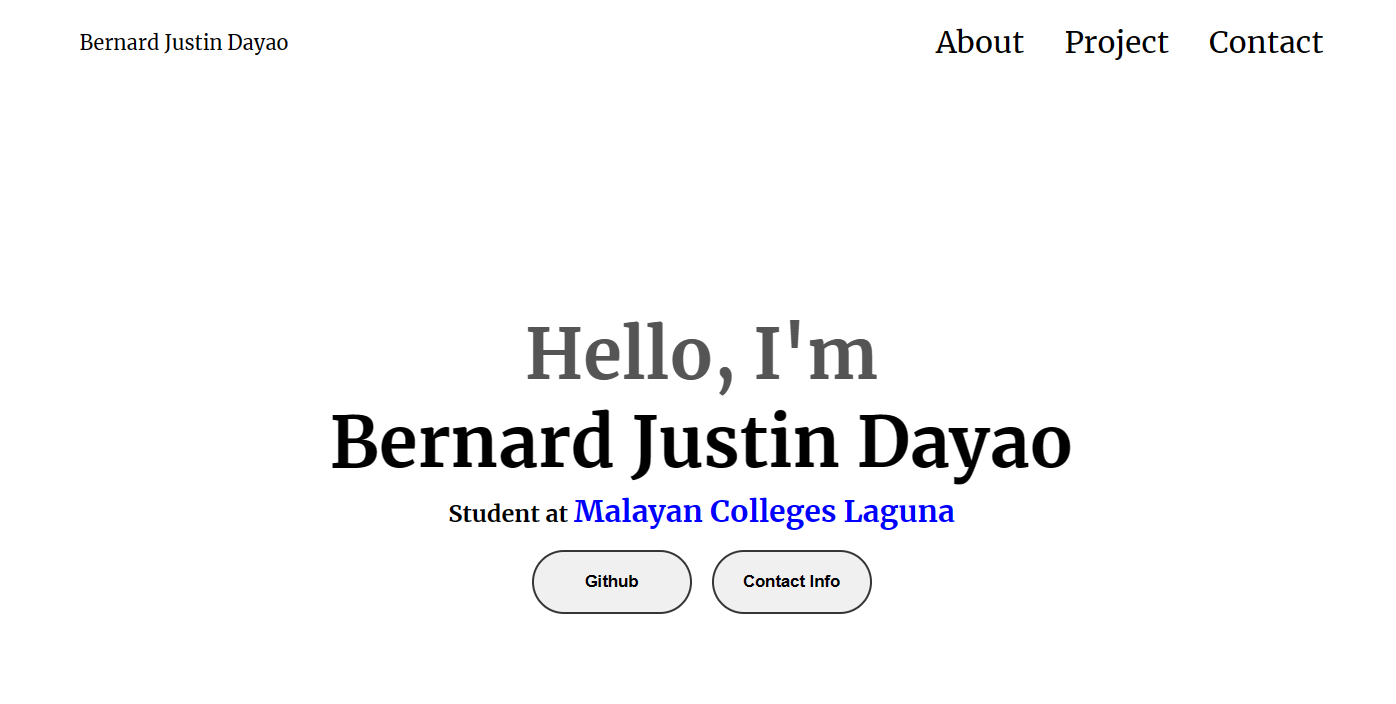 Bernard Justin Dayao
About Project Contact
Hello, I'm
Bernard Justin Dayao
Student at Malayan Colleges Laguna
Github
Contact Info